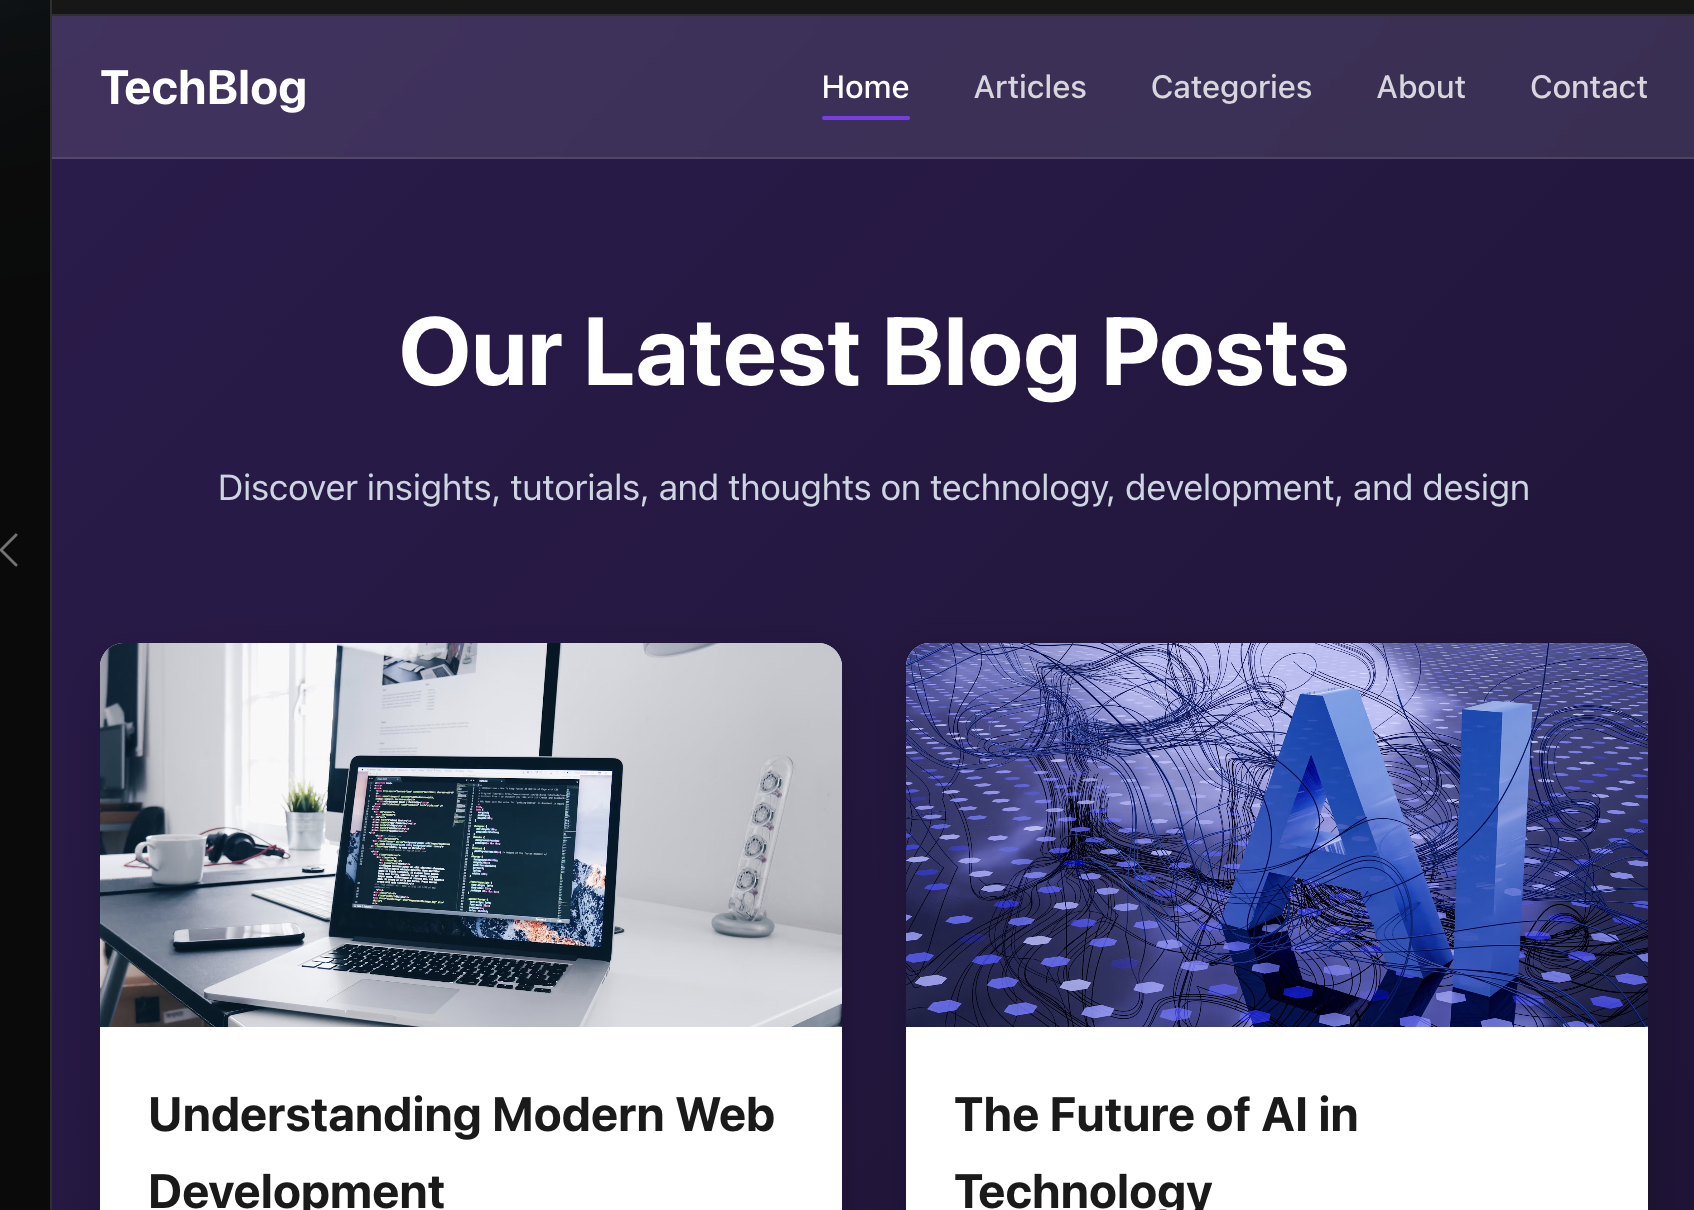 TechBlog
Home Articles Categories About Contact
Our Latest Blog Posts
Discover insights, tutorials, and thoughts on technology, development, and design
AI
Understanding Modern Web
Development
The Future of AI in
Technology